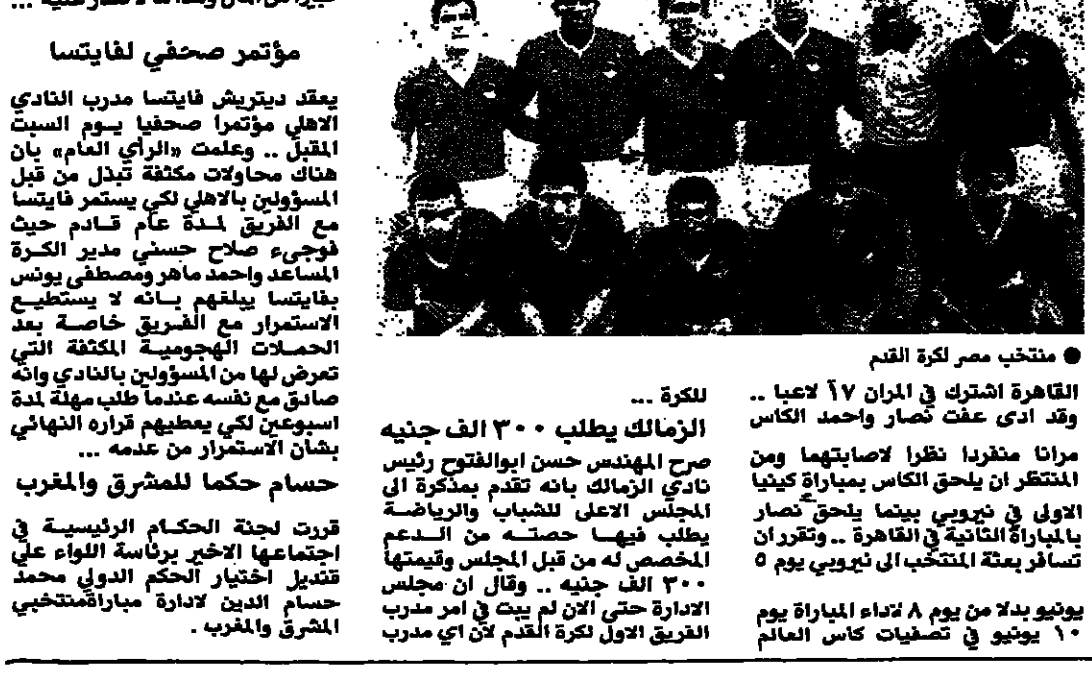 ● منتخب مصر لكرة القدم
القاهرة اشترك في المران ١٧ لاعبا ..
وقد ادى عفت نصار واحمد الكاس
مرانا منفردا نظرا لاصابتهما ومن
المنتظر ان يلحق الكاس بمباراة كينيا
الاولى في نيروبي بينما يلحق نصار
بالمباراة الثانية في القاهرة .. وتقرر ان
تسافر بعثة المنتخب الى نيروبي يوم ٥
يونيو بدلا من يوم ٨ لاداء المباراة يوم
١٠ يونيو في تصفيات كاس العالم
للكرة ...
الزمالك يطلب ٣٠٠ الف جنيه
صرح المهندس حسن ابوالفتوح رئيس
نادي الزمالك بانه تقدم بمذكرة الى
المجلس الاعلى للشباب والرياضة
يطلب فيها حصته من الدعم
المخصص له من قبل المجلس وقيمتها
٣٠٠ الف جنيه .. وقال ان مجلس
الادارة حتى الان لم يبت في امر مدرب
الفريق الاول لكرة القدم لأن اي مدرب
مؤتمر صحفي لفايتسا
يعقد ديتريش فايتسا مدرب النادي
الاهلي مؤتمرا صحفيا يوم السبت
المقبل .. وعلمت «الرأي العام» بان
هناك محاولات مكثفة تبذل من قبل
المسؤولين بالاهلي لكي يستمر فايتسا
مع الفريق لمدة عام قادم حيث
فوجىء صلاح حسني مدير الكرة
المساعد واحمد ماهر ومصطفى يونس
بفايتسا يبلغهم بانه لا يستطيع
الاستمرار مع الفريق خاصة بعد
الحملات الهجومية المكثفة التي
تعرض لها من المسؤولين بالنادي وانه
صادق مع نفسه عندما طلب مهلة لمدة
اسبوعين لكي يعطيهم قراره النهائي
بشان الاستمرار من عدمه ...
حسام حكما للمشرق والمغرب
قررت لجنة الحكام الرئيسية في
اجتماعها الاخير برئاسة اللواء علي
قنديل اختيار الحكم الدولي محمد
حسام الدين لادارة مباراة منتخبي
المشرق والمغرب .